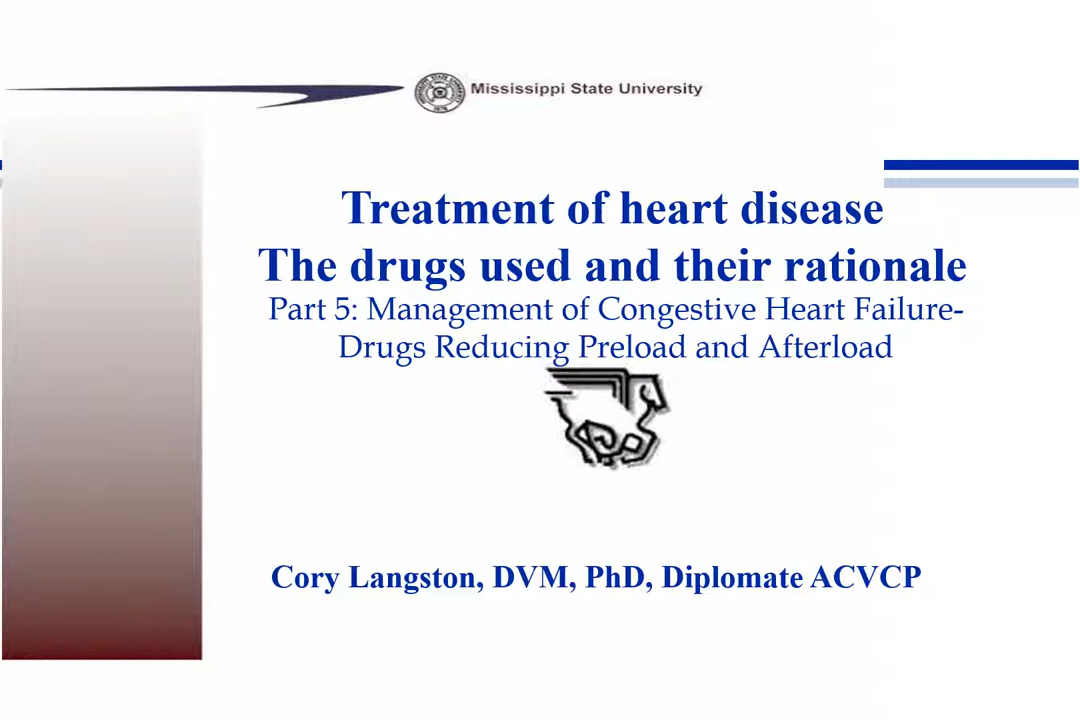 Mississippi State University
Treatment of heart disease
The drugs used and their rationale
Part 5: Management of Congestive Heart Failure-
Drugs Reducing Preload and Afterload
Cory Langston, DVM, PhD, Diplomate ACVCP